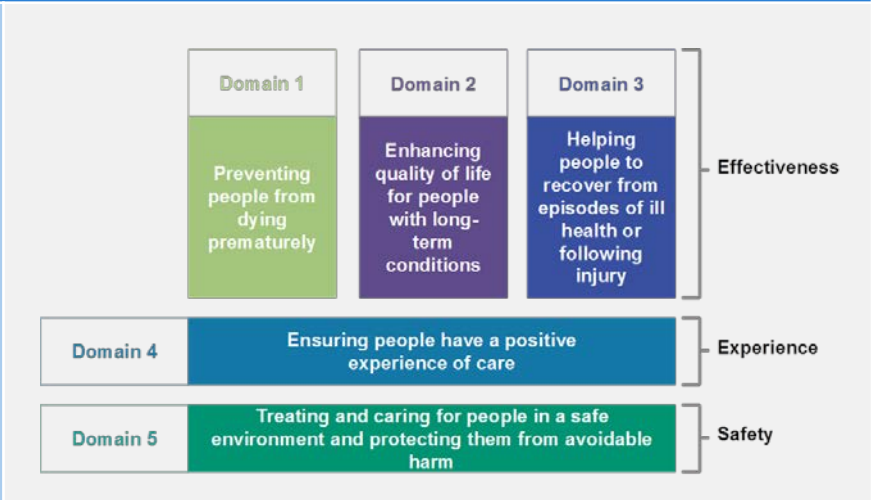 Domain 1
Preventing
people from
dying
prematurely
Domain 2
Enhancing
quality of life
for people
with long-
term
conditions
Domain 3
Helping
people to
recover from
episodes of ill
health or
following
injury
Effectiveness
Domain 4
Ensuring people have a positive
experience of care
Experience
Domain 5
Treating and caring for people in a safe
environment and protecting them from avoidable
harm
Safety